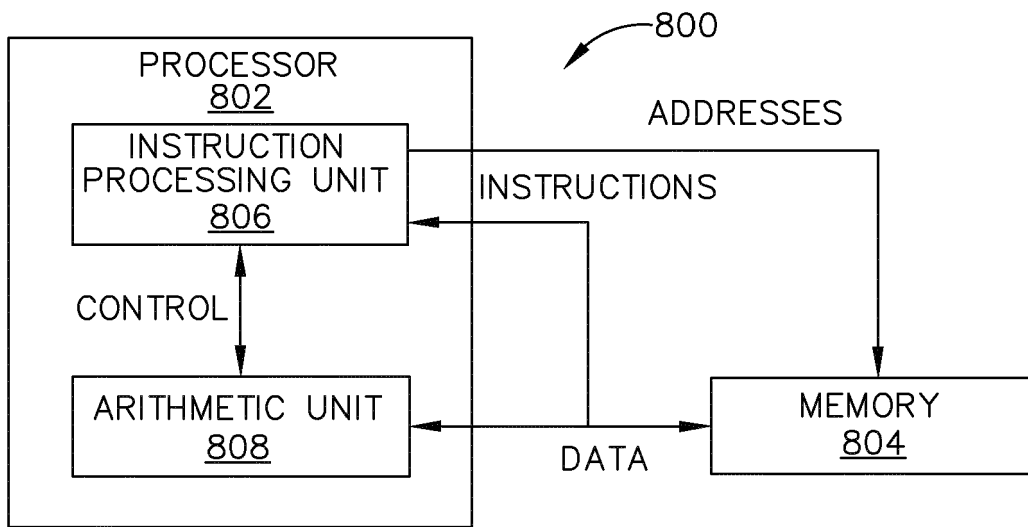 800
PROCESSOR
802
ADDRESSES
INSTRUCTION
PROCESSING UNIT
806
INSTRUCTIONS
CONTROL
ARITHMETIC UNIT
808
DATA
MEMORY
804